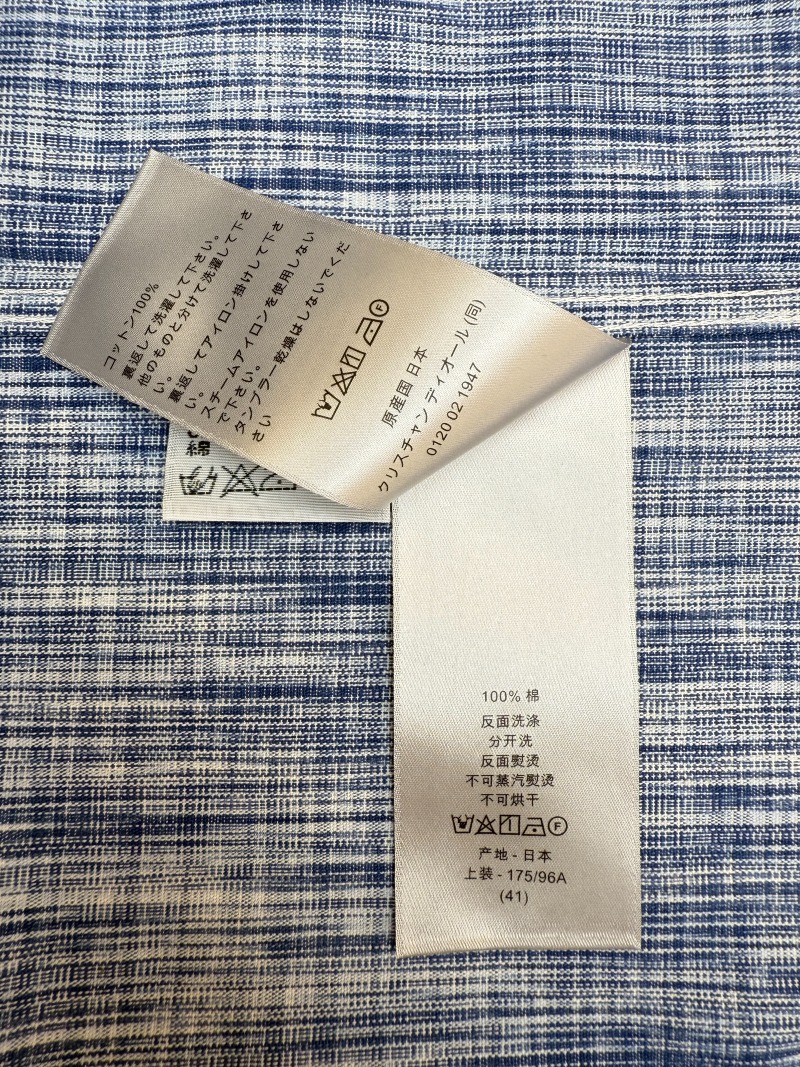 コットン100%
裏返して洗濯して下さい。
他のものと分けて洗濯して下さ
い。
裏返してアイロン掛けして下さ
い。
スチームアイロンを使用しない
で下さい。
タンブラー乾燥はしないでくだ
さい
原産国 日本
クリスチャン ディオール (同)
0120 02 1947
綿
100% 棉
反面洗涤
分开洗
反面熨烫
不可蒸汽熨烫
不可烘干
F
产地 - 日本
上装 - 175/96A
(41)